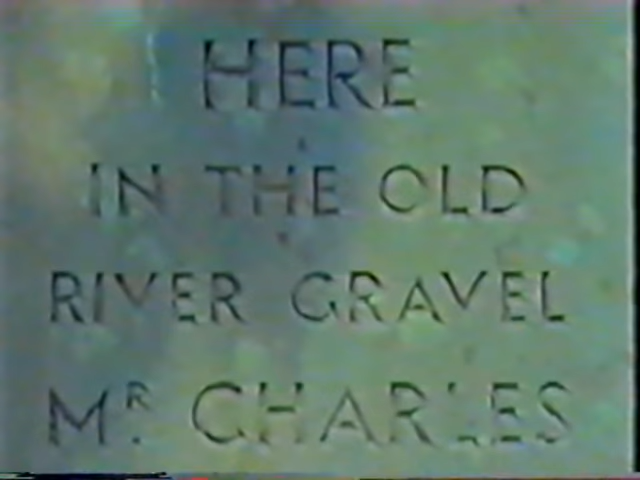 HERE
IN THE OLD
RIVER GRAVEL
MR. CHARLES